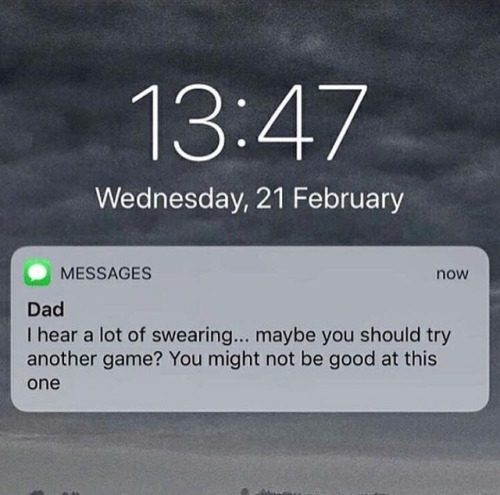 13:47
Wednesday, 21 February
MESSAGES now
Dad
I hear a lot of swearing... maybe you should try
another game? You might not be good at this
one